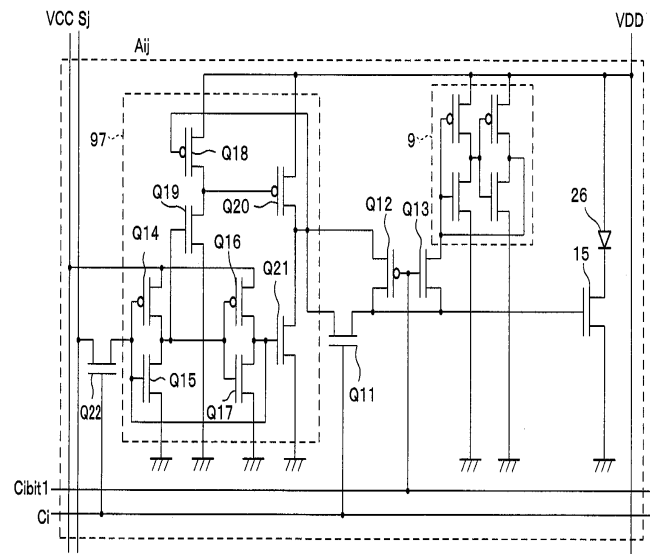 VCC Sj
VDD
Aij
97
9
Q18
Q19
Q20
Q12
Q13
26
Q14
Q16
Q21
15
Q15
Q17
Q22
Q11
Cibit1
Ci